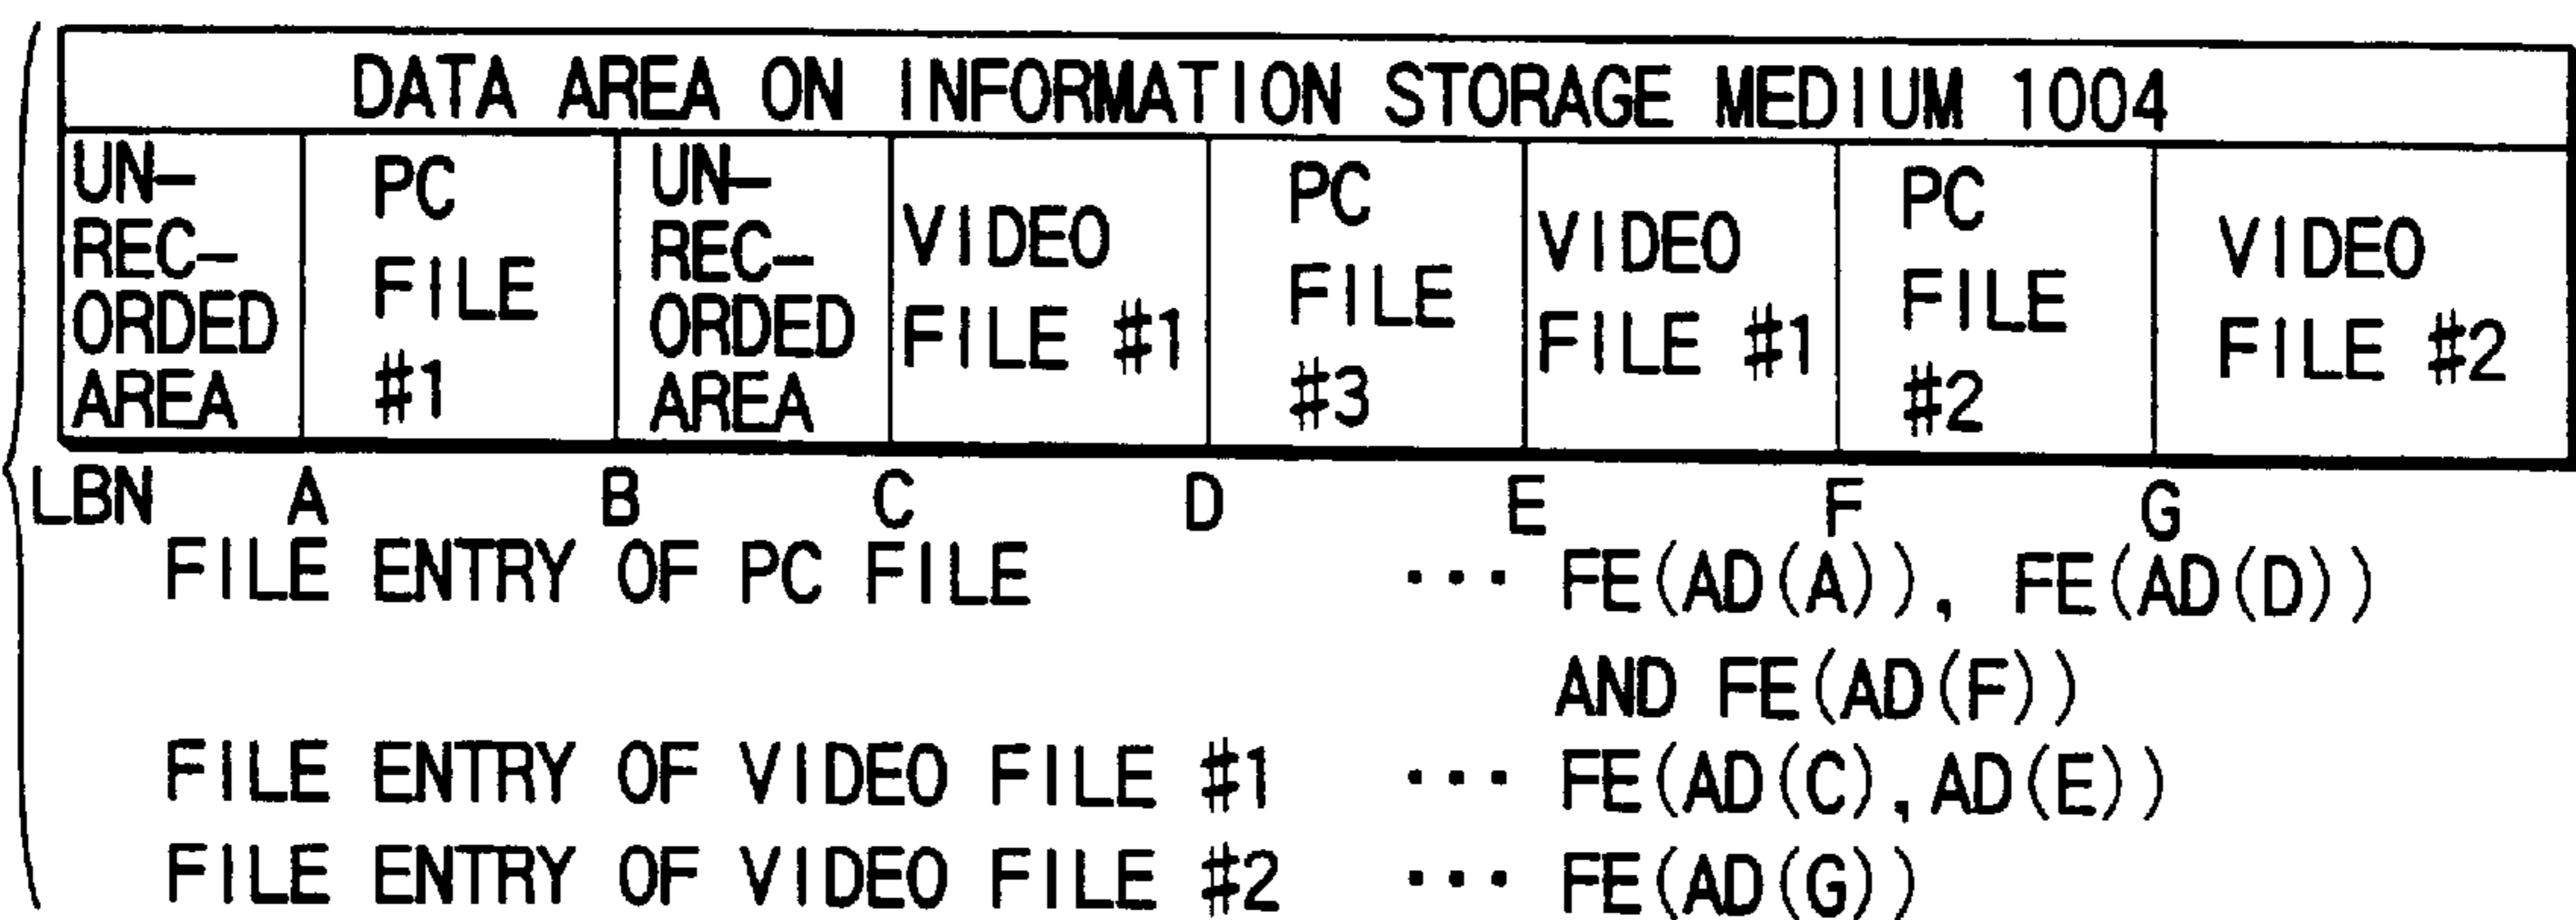 DATA AREA ON INFORMATION STORAGE MEDIUM 1004
UN-
REC-
ORDED
AREA
PC
FILE
#1
UN-
REC-
ORDED
AREA
VIDEO
FILE #1
PC
FILE
#3
VIDEO
FILE #1
PC
FILE
#2
VIDEO
FILE #2
LBN A B C D E F G
FILE ENTRY OF PC FILE ··· FE(AD(A)), FE(AD(D))
AND FE(AD(F))
FILE ENTRY OF VIDEO FILE #1 ··· FE(AD(C),AD(E))
FILE ENTRY OF VIDEO FILE #2 ··· FE(AD(G))